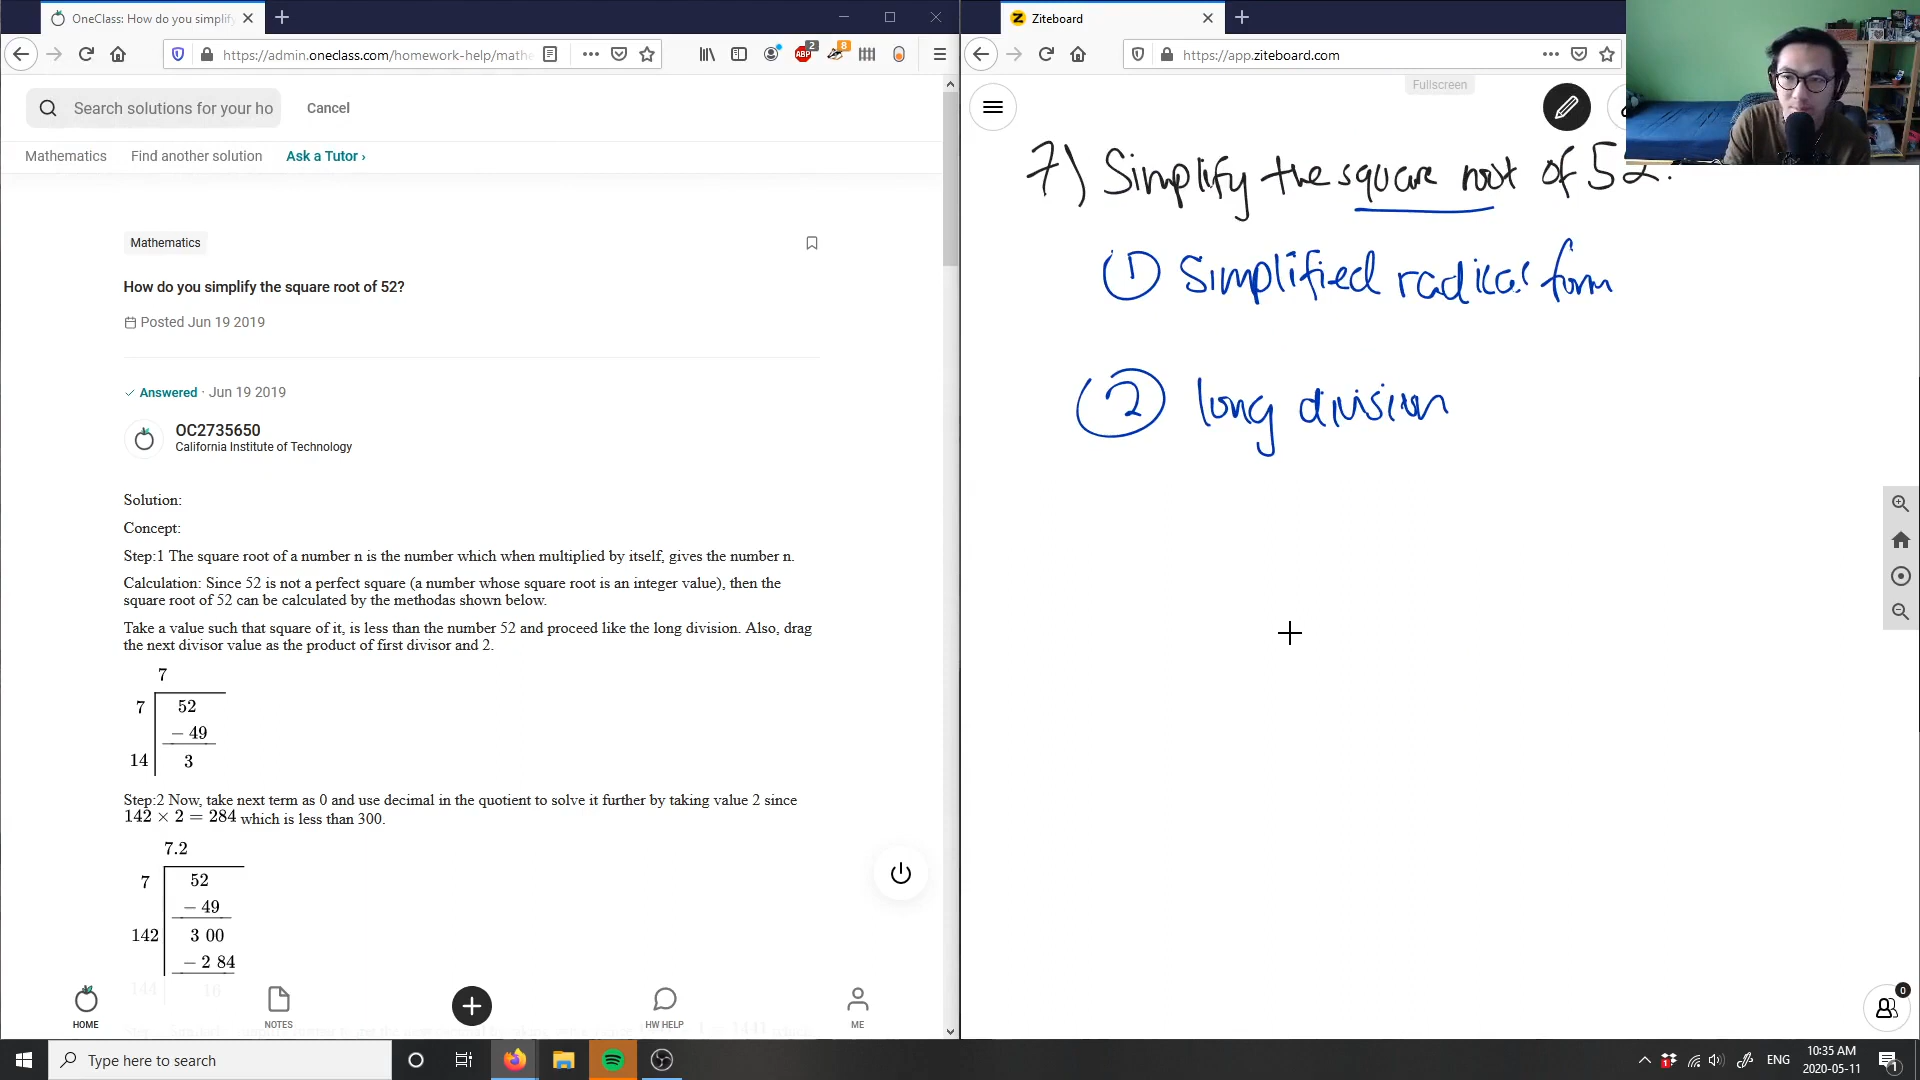 OneClass: How do you simplify
https://admin.oneclass.com/homework-help/mathe
2
8
Search solutions for your ho
Cancel
Mathematics
Find another solution
Ask a Tutor ›
Mathematics
How do you simplify the square root of 52?
Posted Jun 19 2019
Answered · Jun 19 2019
OC2735650
California Institute of Technology
Solution:
Concept:
Step:1 The square root of a number n is the number which when multiplied by itself, gives the number n.
Calculation: Since 52 is not a perfect square (a number whose square root is an integer value), then the
square root of 52 can be calculated by the methodas shown below.
Take a value such that square of it, is less than the number 52 and proceed like the long division. Also, drag
the next divisor value as the product of first divisor and 2.
7
7 52
− 49
14 3
Step:2 Now, take next term as 0 and use decimal in the quotient to solve it further by taking value 2 since
142 × 2 = 284 which is less than 300.
7.2
7 52
− 49
142 3 00
− 2 84
144 16
HOME
NOTES
HW HELP
ME
Ziteboard
https://app.ziteboard.com
Fullscreen
7) Simplify the square root of 52.
① Simplified radical form
② long division
0
Type here to search
ENG
10:35 AM
2020-05-11
1